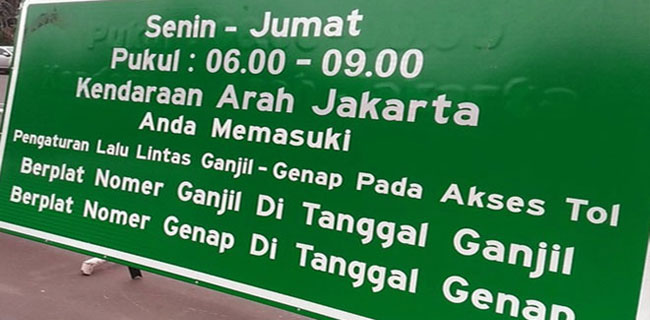 Senin - Jumat
Pukul : 06.00 - 09.00
Kendaraan Arah Jakarta
Anda Memasuki
Pengaturan Lalu Lintas Ganjil - Genap Pada Akses Tol
Berplat Nomer Ganjil Di Tanggal Ganjil
Berplat Nomer Genap Di Tanggal Genap